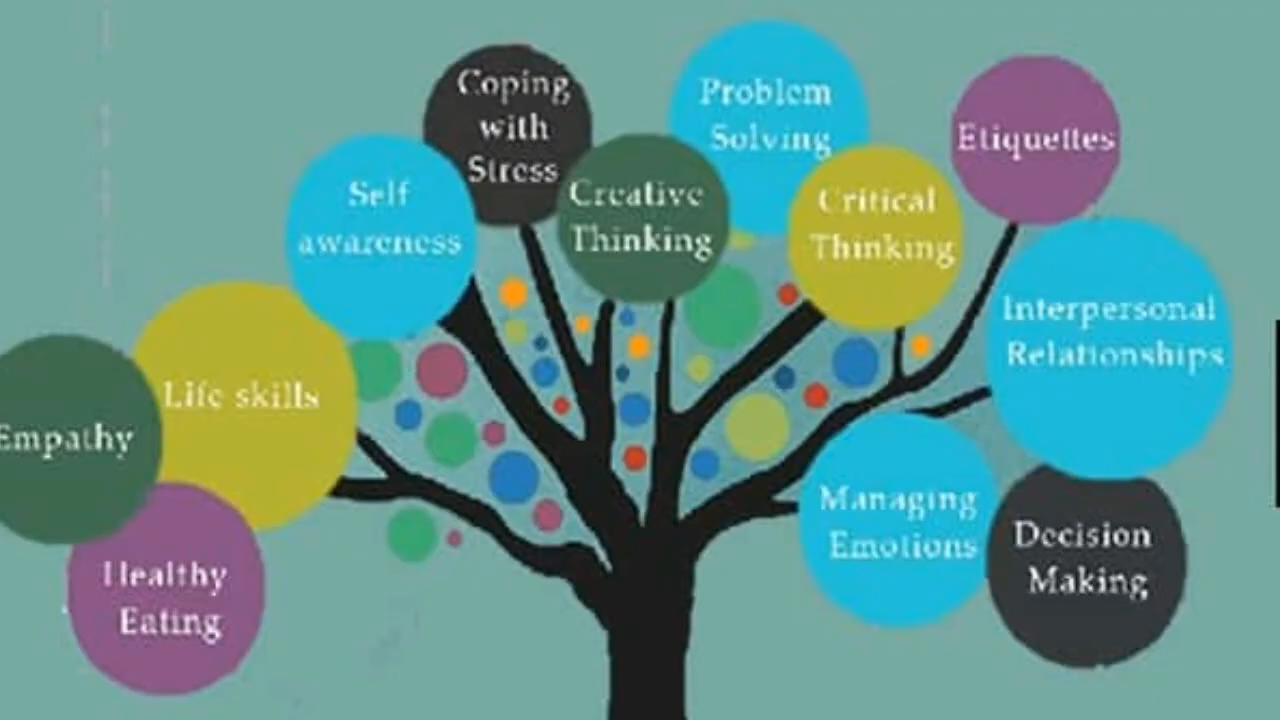 Coping
with
Stress
Problem
Solving
Etiquettes
Self
awareness
Creative
Thinking
Critical
Thinking
Interpersonal
Relationships
Life skills
Empathy
Managing
Emotions
Decision
Making
Healthy
Eating